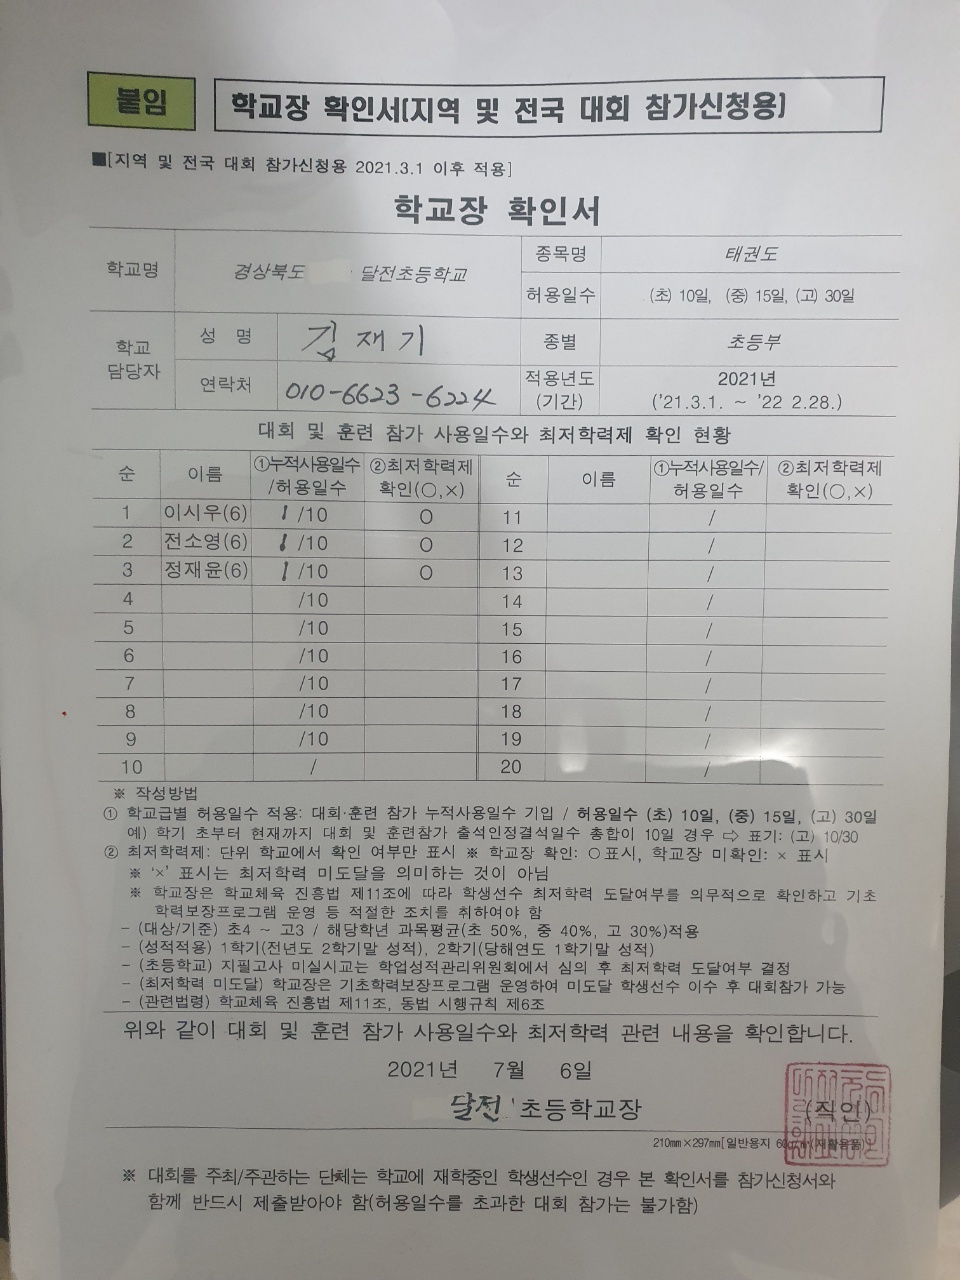 붙임
학교장 확인서(지역 및 전국 대회 참가신청용)
■[지역 및 전국 대회 참가신청용 2021.3.1 이후 적용]
학교장 확인서
학교명 경상북도 달전초등학교 종목명 태권도
허용일수 (초) 10일, (중) 15일, (고) 30일
학교 담당자 성 명 김재기 종별 초등부
연락처 010-6623-6224 적용년도 (기간) 2021년 ('21.3.1. ~ '22 2.28.)
대회 및 훈련 참가 사용일수와 최저학력제 확인 현황
순 이름 ①누적사용일수 /허용일수 ②최저학력제 확인(○,×) 순 이름 ①누적사용일수/ 허용일수 ②최저학력제 확인(○,×)
1 이시우(6) 1 /10 O 11 /
2 전소영(6) 1 /10 O 12 /
3 정재윤(6) 1 /10 O 13 /
4 /10 14 /
5 /10 15 /
6 /10 16 /
7 /10 17 /
8 /10 18 /
9 /10 19 /
10 / 20 /
※ 작성방법
① 학교급별 허용일수 적용: 대회·훈련 참가 누적사용일수 기입 / 허용일수 (초) 10일, (중) 15일, (고) 30일
예) 학기 초부터 현재까지 대회 및 훈련참가 출석인정결석일수 총합이 10일 경우 ⇨ 표기: (고) 10/30
② 최저학력제: 단위 학교에서 확인 여부만 표시 ※ 학교장 확인: ○표시, 학교장 미확인: × 표시
※ '×' 표시는 최저학력 미도달을 의미하는 것이 아님
※ 학교장은 학교체육 진흥법 제11조에 따라 학생선수 최저학력 도달여부를 의무적으로 확인하고 기초
학력보장프로그램 운영 등 적절한 조치를 취하여야 함
- (대상/기준) 초4 ~ 고3 / 해당학년 과목평균(초 50%, 중 40%, 고 30%)적용
- (성적적용) 1학기(전년도 2학기말 성적), 2학기(당해연도 1학기말 성적)
- (초등학교) 지필고사 미실시교는 학업성적관리위원회에서 심의 후 최저학력 도달여부 결정
- (최저학력 미도달) 학교장은 기초학력보장프로그램 운영하여 미도달 학생선수 이수 후 대회참가 가능
- (관련법령) 학교체육 진흥법 제11조, 동법 시행규칙 제6조
위와 같이 대회 및 훈련 참가 사용일수와 최저학력 관련 내용을 확인합니다.
2021년 7월 6일
달전 초등학교장 (직인)
210㎜×297㎜[일반용지 60g/㎡(재활용품)]
※ 대회를 주최/주관하는 단체는 학교에 재학중인 학생선수인 경우 본 확인서를 참가신청서와
함께 반드시 제출받아야 함(허용일수를 초과한 대회 참가는 불가함)